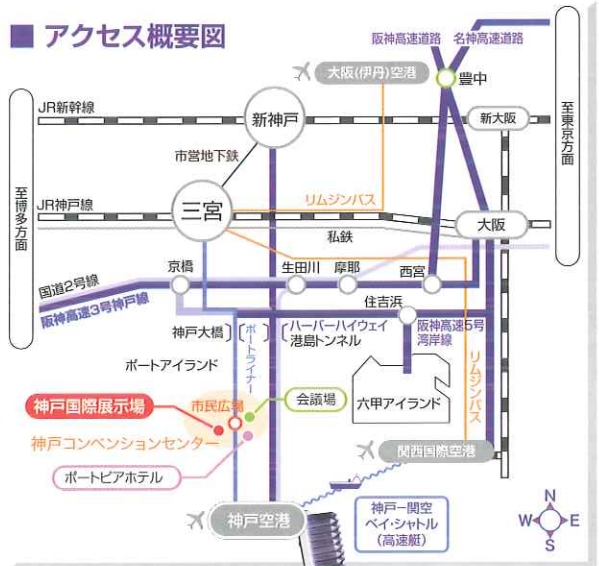 ■ アクセス概要図
阪神高速道路
名神高速道路
大阪(伊丹)空港
豊中
至東京方面
JR新幹線
新神戸
新大阪
市営地下鉄
至博多方面
リムジンバス
JR神戸線
三宮
大阪
私鉄
京橋
生田川
摩耶
西宮
国道2号線
阪神高速3号神戸線
住吉浜
神戸大橋
ポートライナー
ハーバーハイウェイ
港島トンネル
阪神高速5号
湾岸線
リムジンバス
ポートアイランド
神戸国際展示場
市民広場
会議場
六甲アイランド
神戸コンベンションセンター
関西国際空港
ポートピアホテル
神戸空港
神戸ー関空
ベイ・シャトル
(高速艇)
N
W
E
S